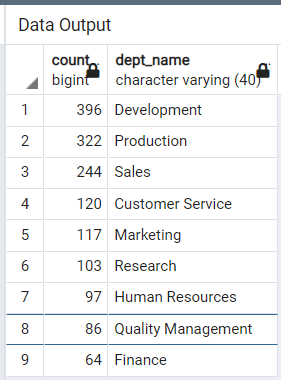 Data Output
count dept_name
bigint character varying (40)
1 396 Development
2 322 Production
3 244 Sales
4 120 Customer Service
5 117 Marketing
6 103 Research
7 97 Human Resources
8 86 Quality Management
9 64 Finance